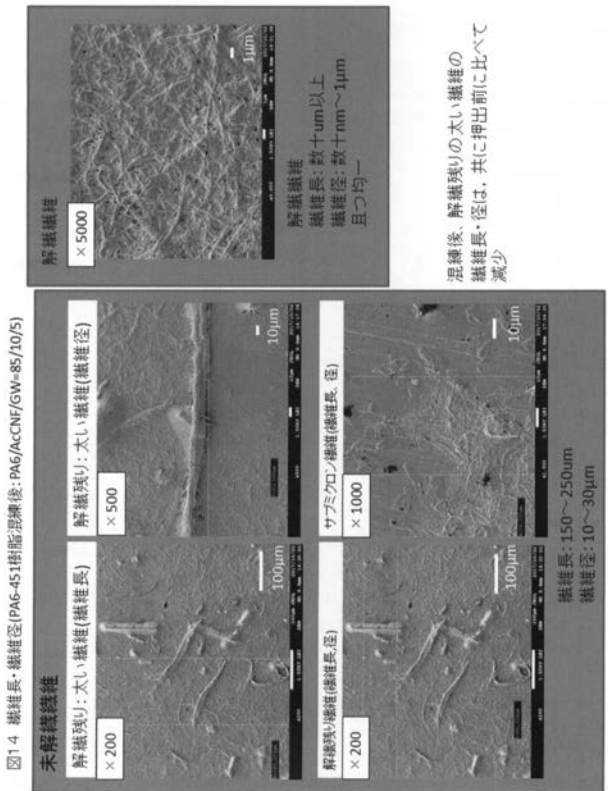 図14 繊維長・繊維径(PA6-451樹脂混練後:PA6/AcCNF/GW=85/10/5)
未解繊繊維
解繊残り:太い繊維(繊維長)
×200
100μm
解繊残り:太い繊維(繊維径)
×500
10μm
解繊残り繊維(繊維長,径)
×200
100μm
サブミクロン繊維(繊維長、径)
×1000
10μm
繊維長:150~250um
繊維径:10~30μm
解繊繊維
×5000
1μm
解繊繊維
繊維長:数十um以上
繊維径:数十nm~1μm
且つ均一
混練後、解繊残りの太い繊維の
繊維長・径は,共に押出前に比べて
減少